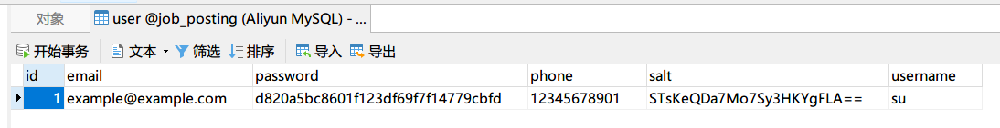 对象 user @job_posting (Aliyun MySQL) - ...
开始事务 文本 筛选 排序 导入 导出
id email password phone salt username
1 example@example.com d820a5bc8601f123df69f7f14779cbfd 12345678901 STsKeQDa7Mo7Sy3HKYgFLA== su